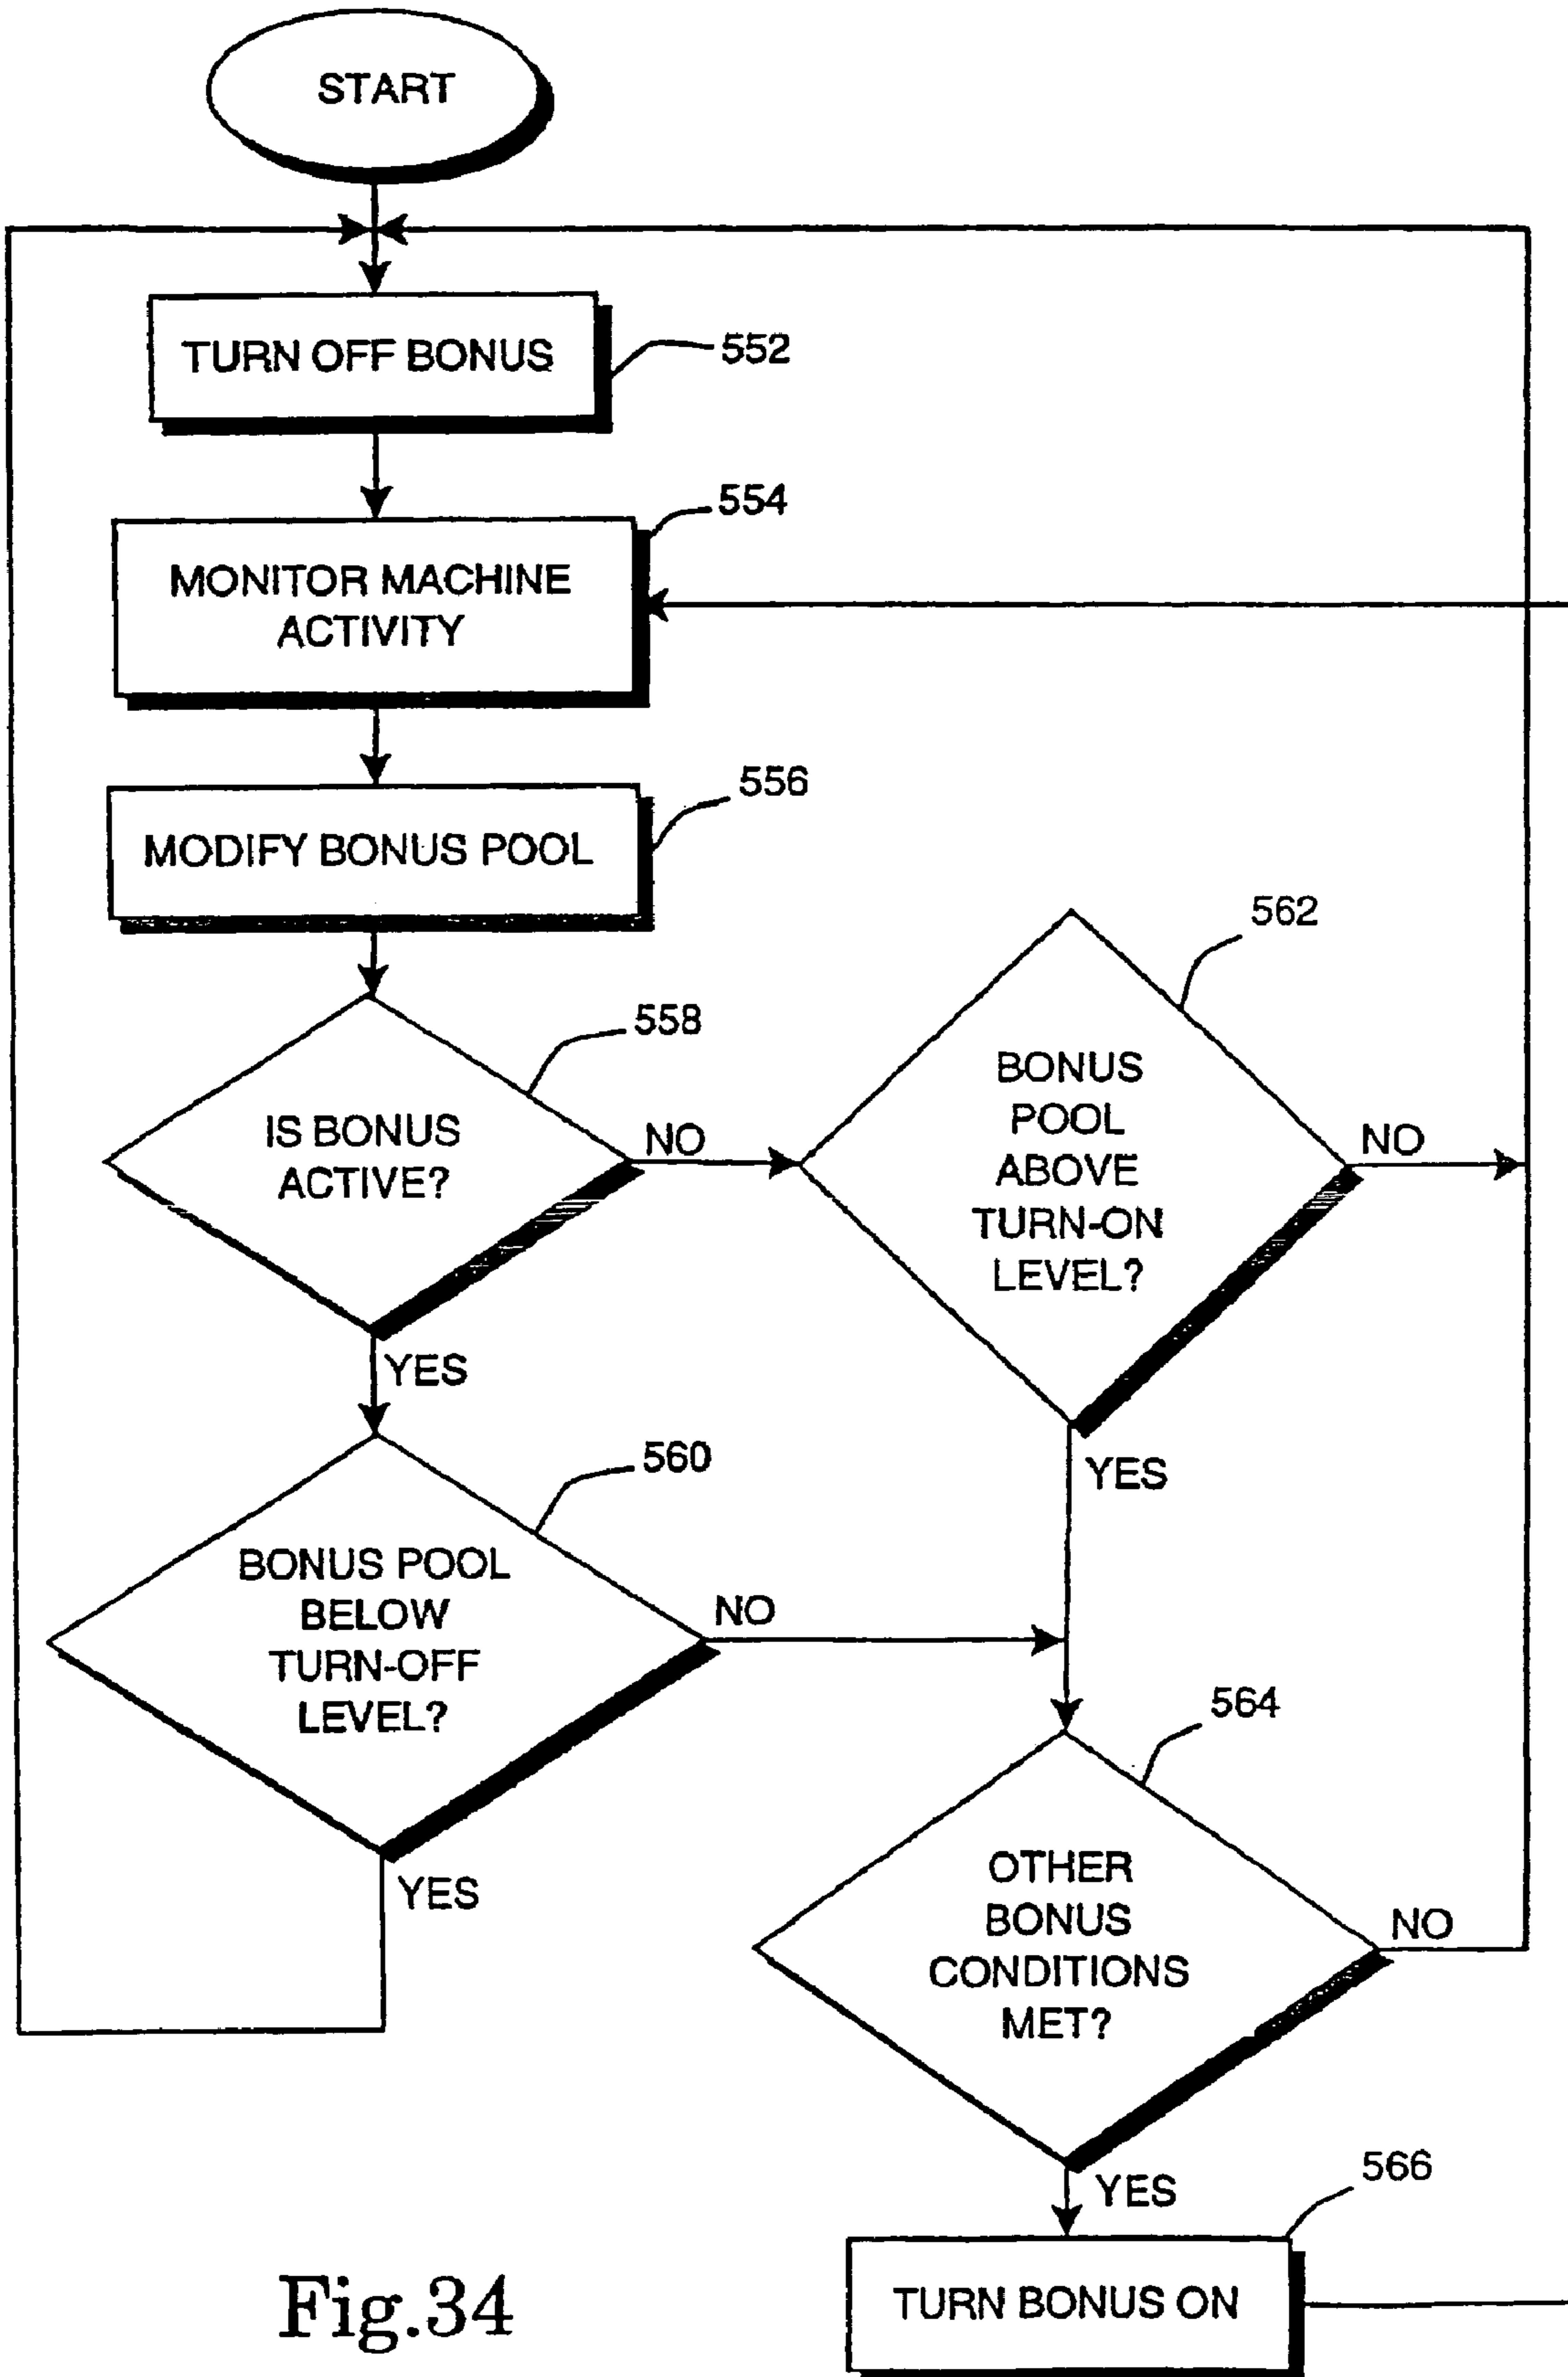 START
TURN OFF BONUS
552
554
MONITOR MACHINE
ACTIVITY
556
MODIFY BONUS POOL
558
IS BONUS
ACTIVE?
NO
YES
562
BONUS
POOL
ABOVE
TURN-ON
LEVEL?
NO
YES
560
BONUS POOL
BELOW
TURN-OFF
LEVEL?
NO
YES
564
OTHER
BONUS
CONDITIONS
MET?
NO
YES
566
TURN BONUS ON
Fig.34